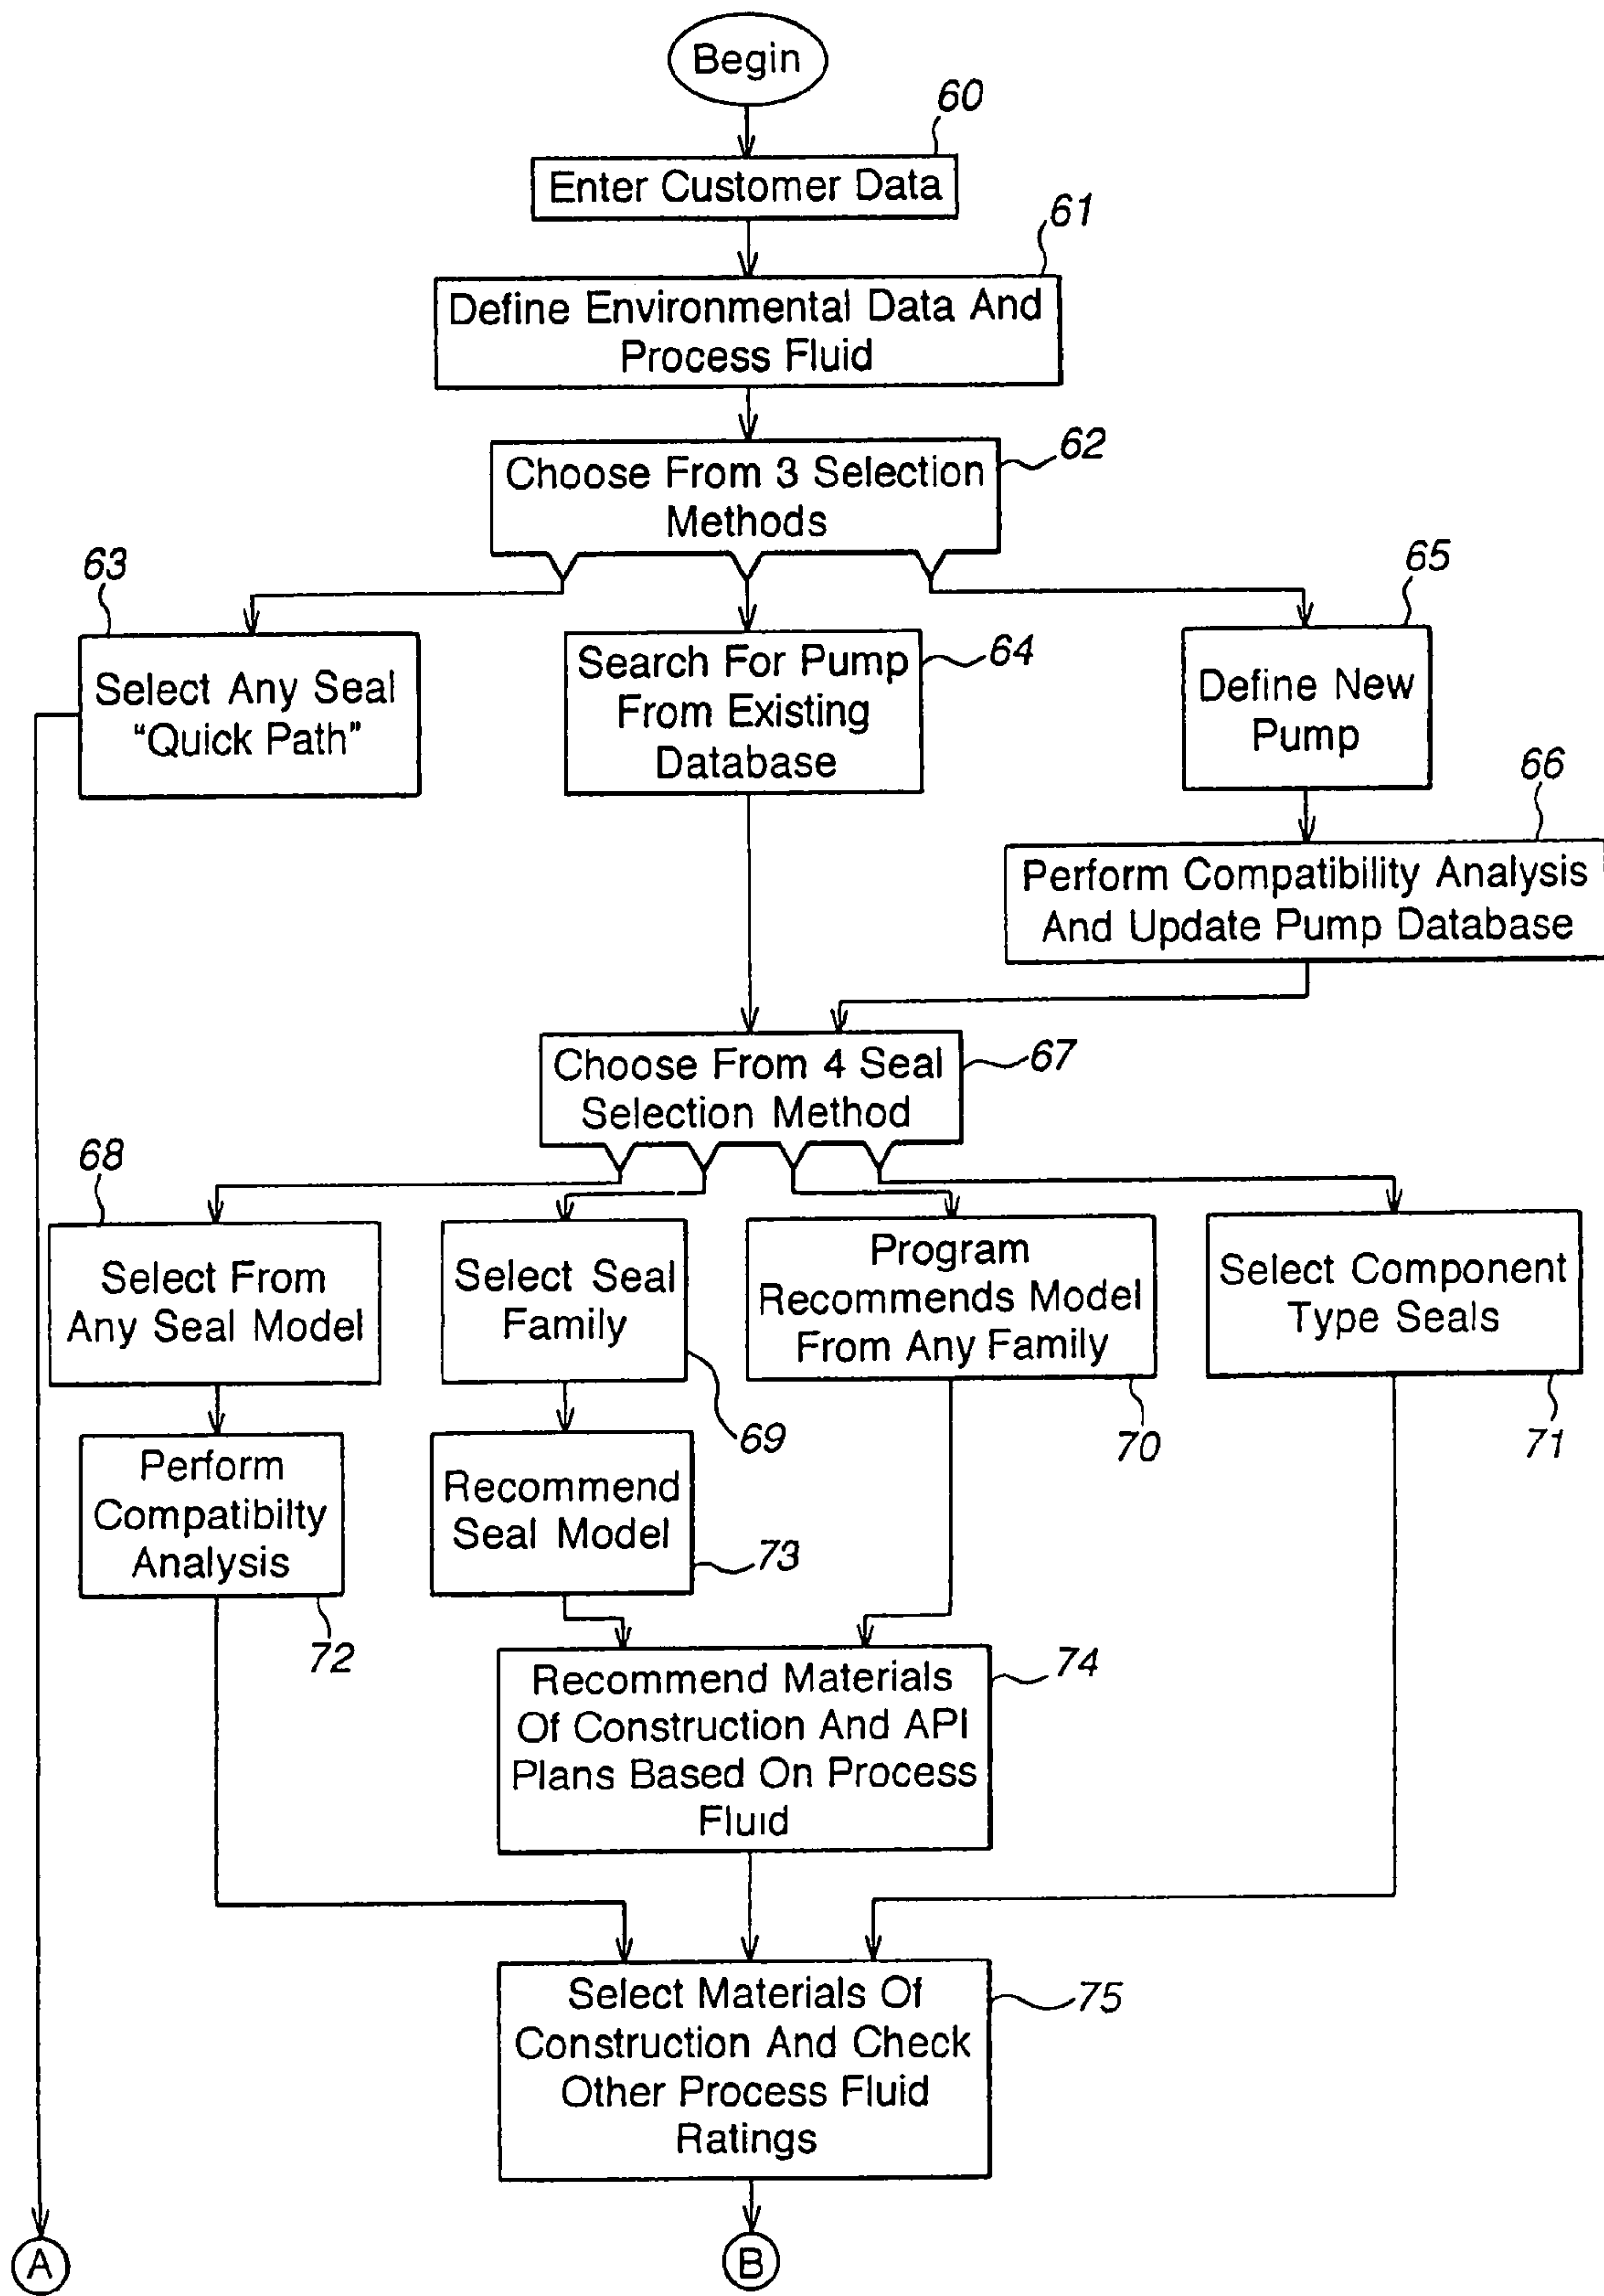 Begin
60
Enter Customer Data
61
Define Environmental Data And
Process Fluid
62
Choose From 3 Selection
Methods
63
Select Any Seal
“Quick Path”
64
Search For Pump
From Existing
Database
65
Define New
Pump
66
Perform Compatibility Analysis
And Update Pump Database
67
Choose From 4 Seal
Selection Method
68
Select From
Any Seal Model
Select Seal
Family
69
Program
Recommends Model
From Any Family
70
Select Component
Type Seals
71
Perform
Compatibilty
Analysis
72
Recommend
Seal Model
73
Recommend Materials
Of Construction And API
Plans Based On Process
Fluid
74
Select Materials Of
Construction And Check
Other Process Fluid
Ratings
75
A
B